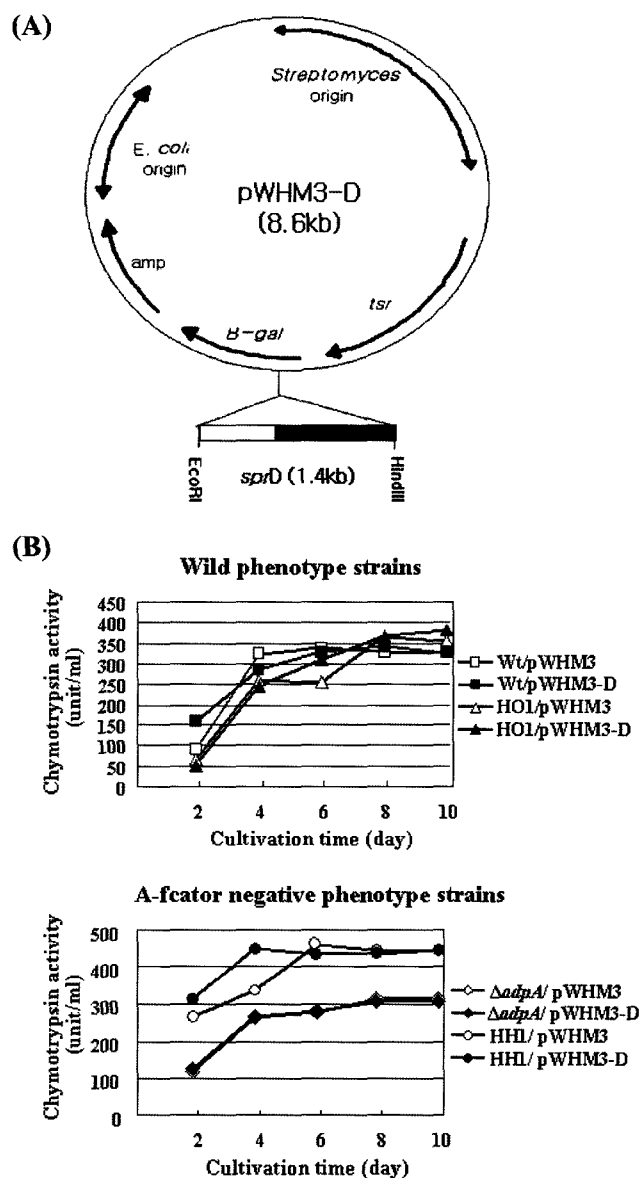 (A)
Streptomyces
origin
E. coli
origin
pWHM3-D
(8.6kb)
amp
tsr
B-gal
EcoRI
sprD (1.4kb)
HindIII
(B)
Wild phenotype strains
Chymotrypsin activity
(unit/ml)
450
400
350
300
250
200
150
100
50
0
2 4 6 8 10
Cultivation time (day)
Wt/pWHM3
Wt/pWHM3-D
HO1/pWHM3
HO1/pWHM3-D
A-fcator negative phenotype strains
Chymotrypsin activity
(unit/ml)
500
400
300
200
100
0
2 4 6 8 10
Cultivation time (day)
ΔadpA/ pWHM3
ΔadpA/ pWHM3-D
HH1/ pWHM3
HH1/ pWHM3-D